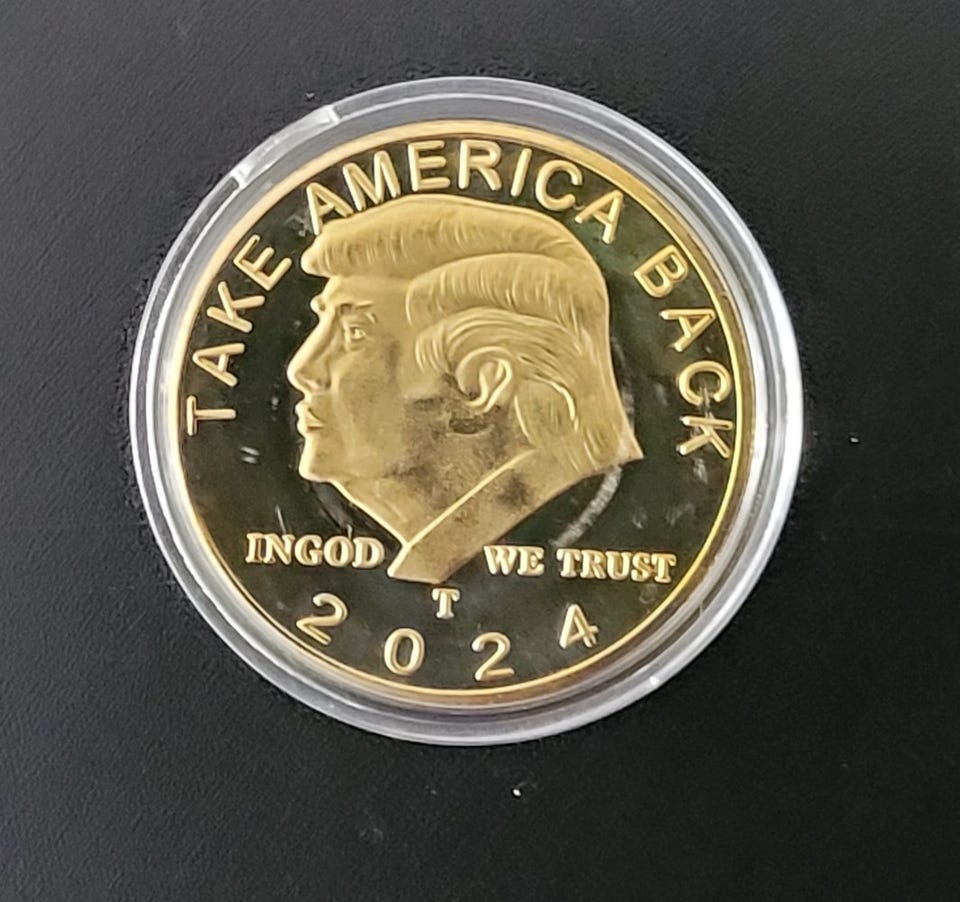 TAKE AMERICA BACK
INGOD WE TRUST
T
2024